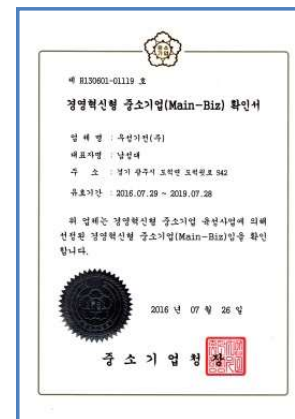 제 R130601-01119 호
경영혁신형 중소기업(Main-Biz) 확인서
업 체 명 : 우성기전(주)
대표자명 : 남성대
주 소 : 경기 광주시 도척면 도척윗로 942
유효기간 : 2016.07.29 ~ 2019.07.28
위 업체는 경영혁신형 중소기업 육성사업에 의해
선정된 경영혁신형 중소기업(Main-Biz)임을 확인
합니다.
2016 년 07 월 26 일
중 소 기 업 청 장